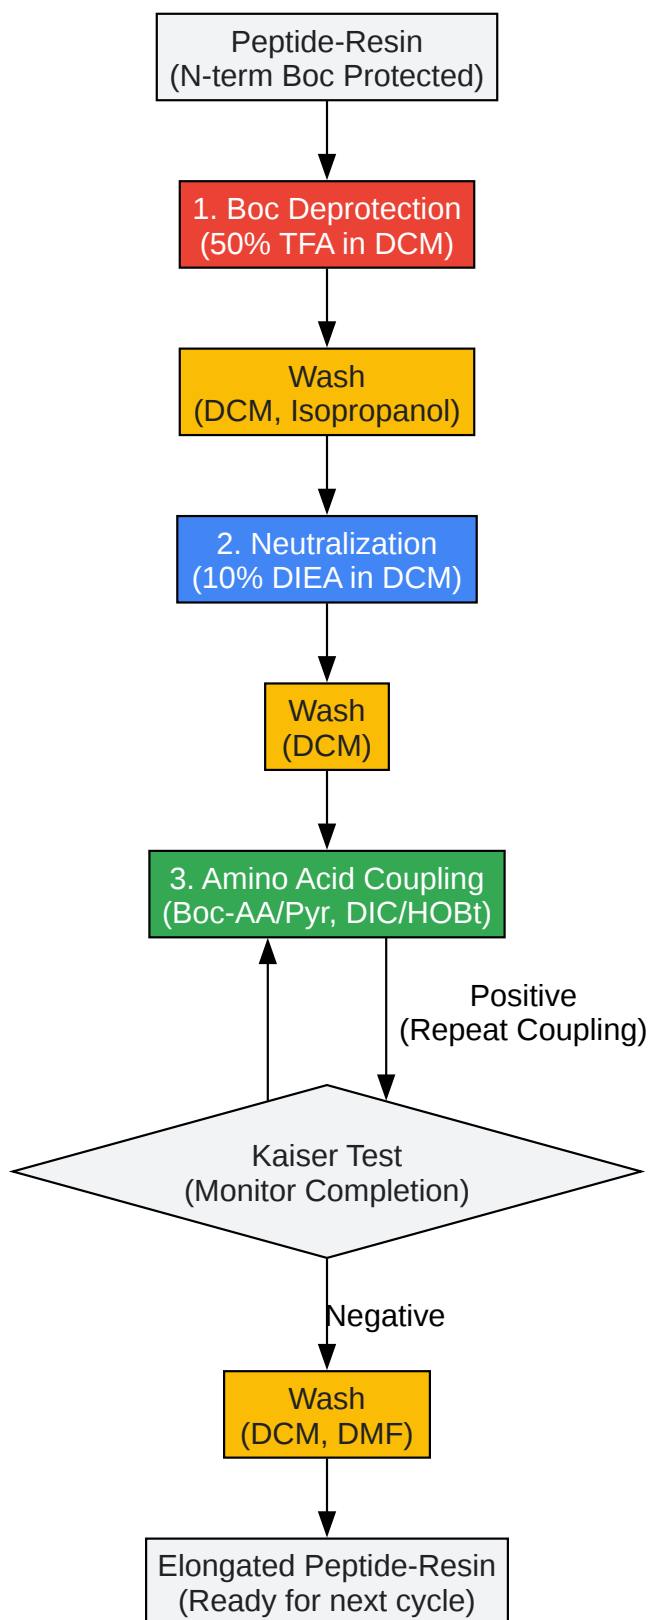 Peptide-Resin
(N-term Boc Protected)
1. Boc Deprotection
(50% TFA in DCM)
Wash
(DCM, Isopropanol)
2. Neutralization
(10% DIEA in DCM)
Wash
(DCM)
3. Amino Acid Coupling
(Boc-AA/Pyr, DIC/HOBt)
Positive
(Repeat Coupling)
Kaiser Test
(Monitor Completion)
Negative
Wash
(DCM, DMF)
Elongated Peptide-Resin
(Ready for next cycle)